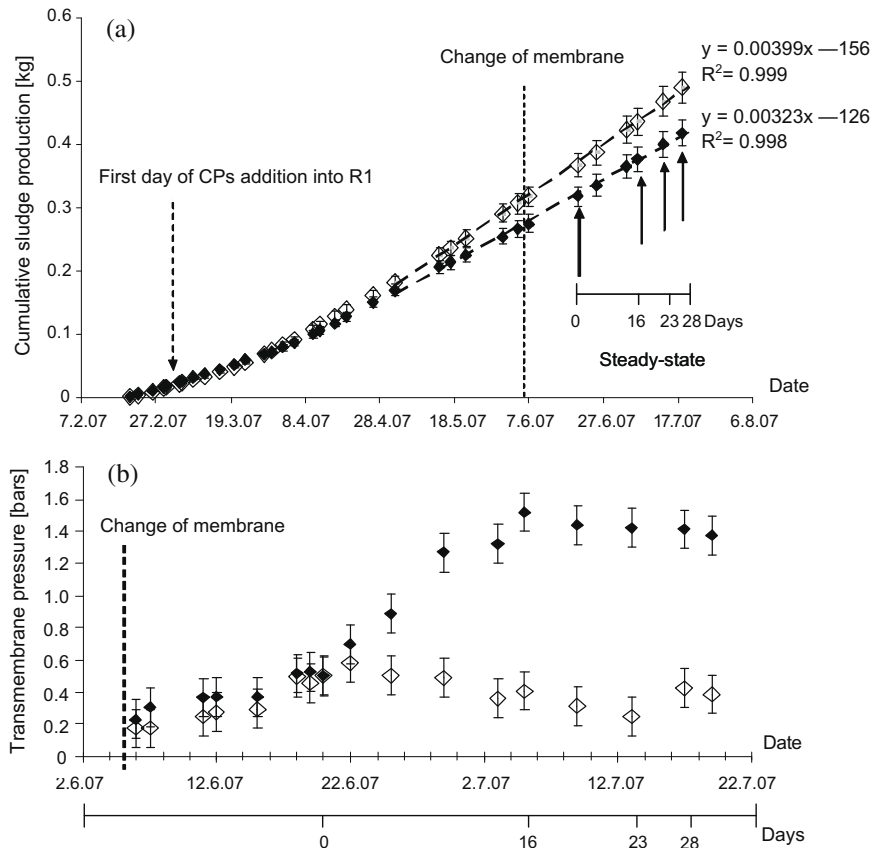 (a)
Cumulative sludge production [kg]
0.6
0.5
0.4
0.3
0.2
0.1
0
First day of CPs addition into R1
Change of membrane
y = 0.00399x —156
R2= 0.999
y = 0.00323x —126
R2= 0.998
0 16 23 28 Days
Steady-state
Date
7.2.07 27.2.07 19.3.07 8.4.07 28.4.07 18.5.07 7.6.07 27.6.07 17.7.07 6.8.07
(b)
Transmembrane pressure [bars]
1.8
1.6
1.4
1.2
1.0
0.8
0.6
0.4
0.2
0
Change of membrane
Date
2.6.07 12.6.07 22.6.07 2.7.07 12.7.07 22.7.07
0 16 23 28 Days